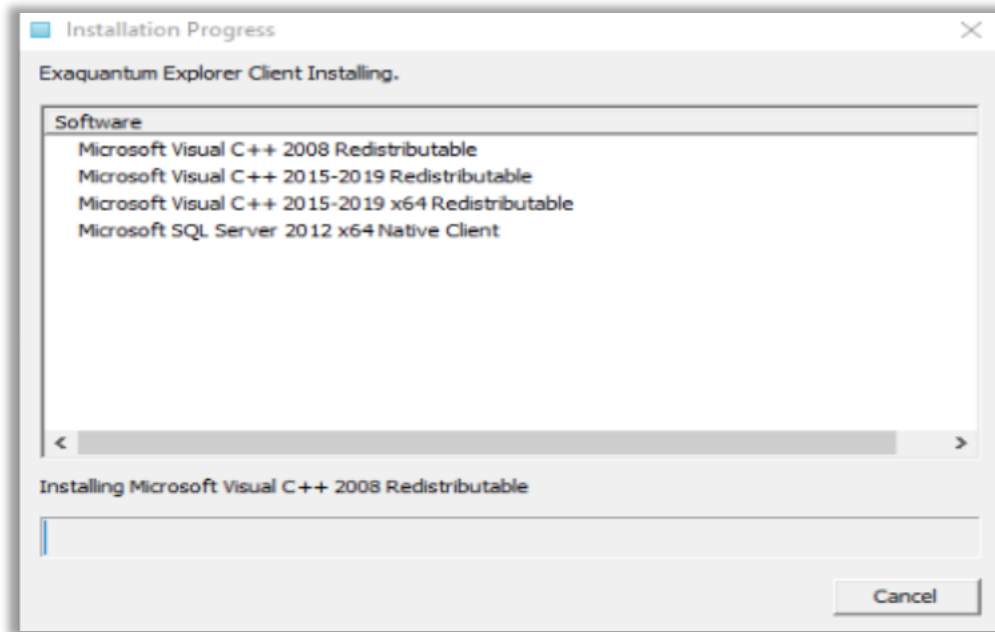 Installation Progress
Exaquantum Explorer Client Installing.
Software
Microsoft Visual C++ 2008 Redistributable
Microsoft Visual C++ 2015-2019 Redistributable
Microsoft Visual C++ 2015-2019 x64 Redistributable
Microsoft SQL Server 2012 x64 Native Client
Installing Microsoft Visual C++ 2008 Redistributable
Cancel